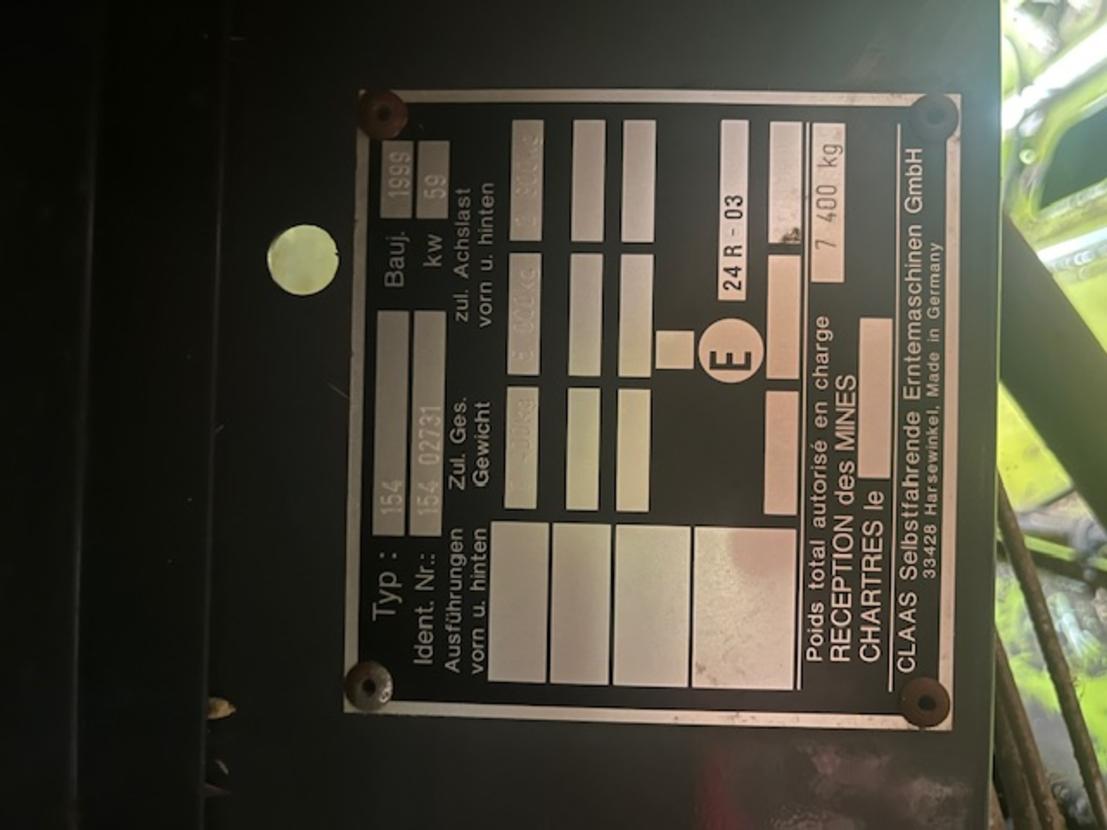 Typ : 154 Bauj. 1999
Ident. Nr.: 154 02731 kw 59
Ausführungen Zul. Ges. zul. Achslast
vorn u. hinten Gewicht vorn u. hinten
E 24 R - 03
Poids total autorisé en charge 7 400 kg
RECEPTION des MINES
CHARTRES le
CLAAS Selbstfahrende Erntemaschinen GmbH
33428 Harsewinkel, Made in Germany